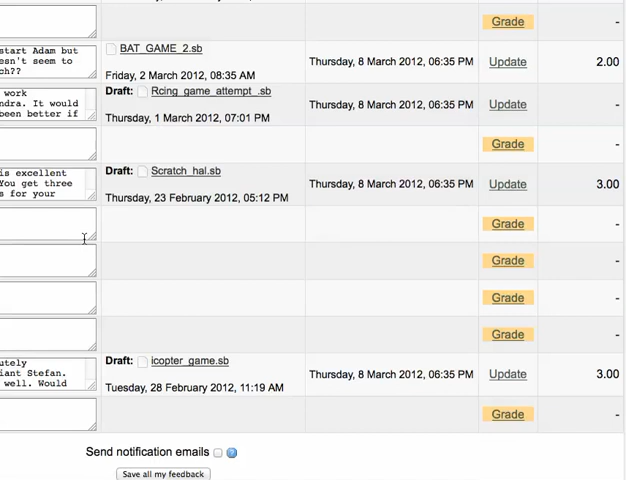 Grade -
start Adam but
esn't seem to
ch??
BAT_GAME_2.sb
Friday, 2 March 2012, 08:35 AM
Thursday, 8 March 2012, 06:35 PM Update 2.00
work
ndra. It would
been better if
Draft: Rcing_game_attempt_.sb
Thursday, 1 March 2012, 07:01 PM
Thursday, 8 March 2012, 06:35 PM Update -
Grade -
is excellent
You get three
s for your
Draft: Scratch_hal.sb
Thursday, 23 February 2012, 05:12 PM
Thursday, 8 March 2012, 06:35 PM Update 3.00
Grade -
Grade -
Grade -
Grade -
utely
iant Stefan.
well. Would
Draft: icopter_game.sb
Tuesday, 28 February 2012, 11:19 AM
Thursday, 8 March 2012, 06:35 PM Update 3.00
Grade -
Send notification emails ?
Save all my feedback